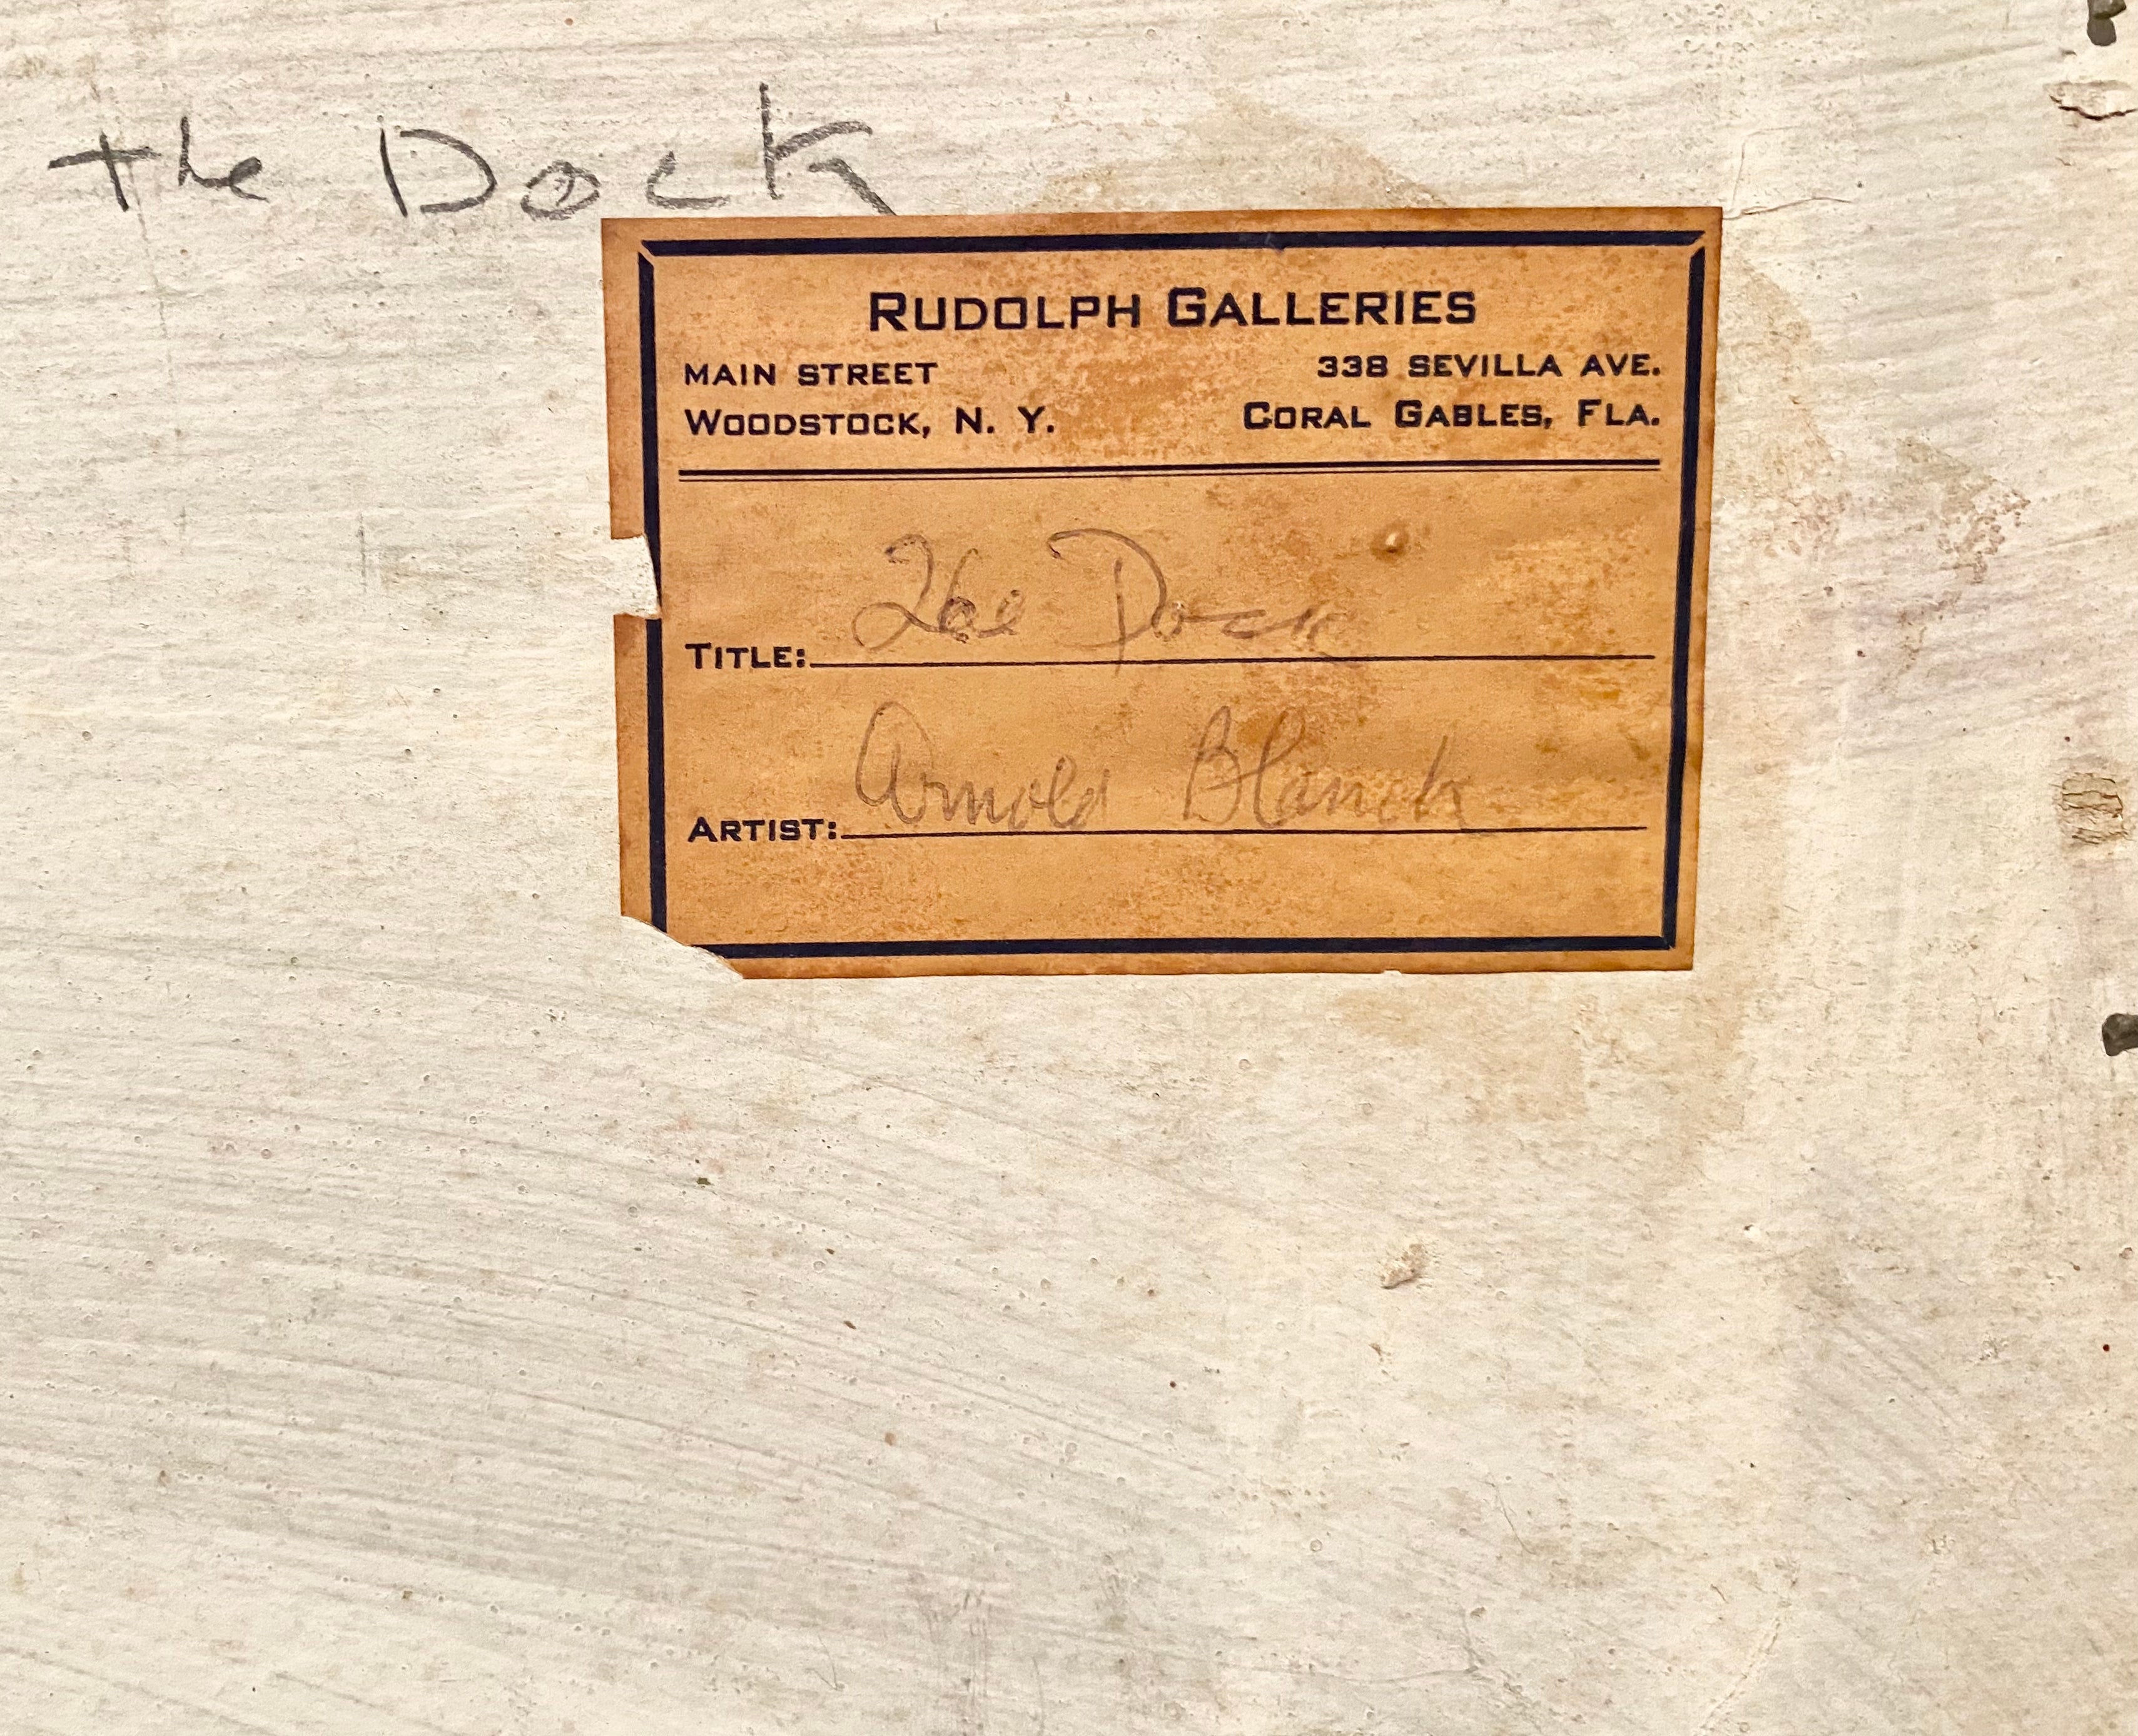 the Dock
RUDOLPH GALLERIES
MAIN STREET
WOODSTOCK, N. Y.
338 SEVILLA AVE.
CORAL GABLES, FLA.
TITLE: The Dock
ARTIST: Arnold Blanch